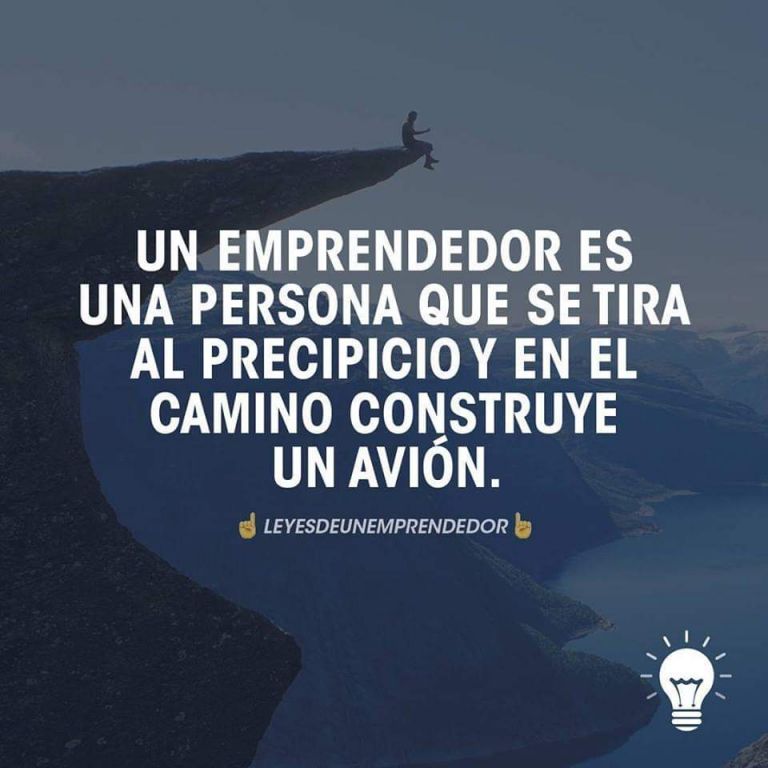 UN EMPRENDEDOR ES
UNA PERSONA QUE SE TIRA
AL PRECIPICIO Y EN EL
CAMINO CONSTRUYE
UN AVIÓN.
☝ LEYESDEUNEMPRENDEDOR ☝